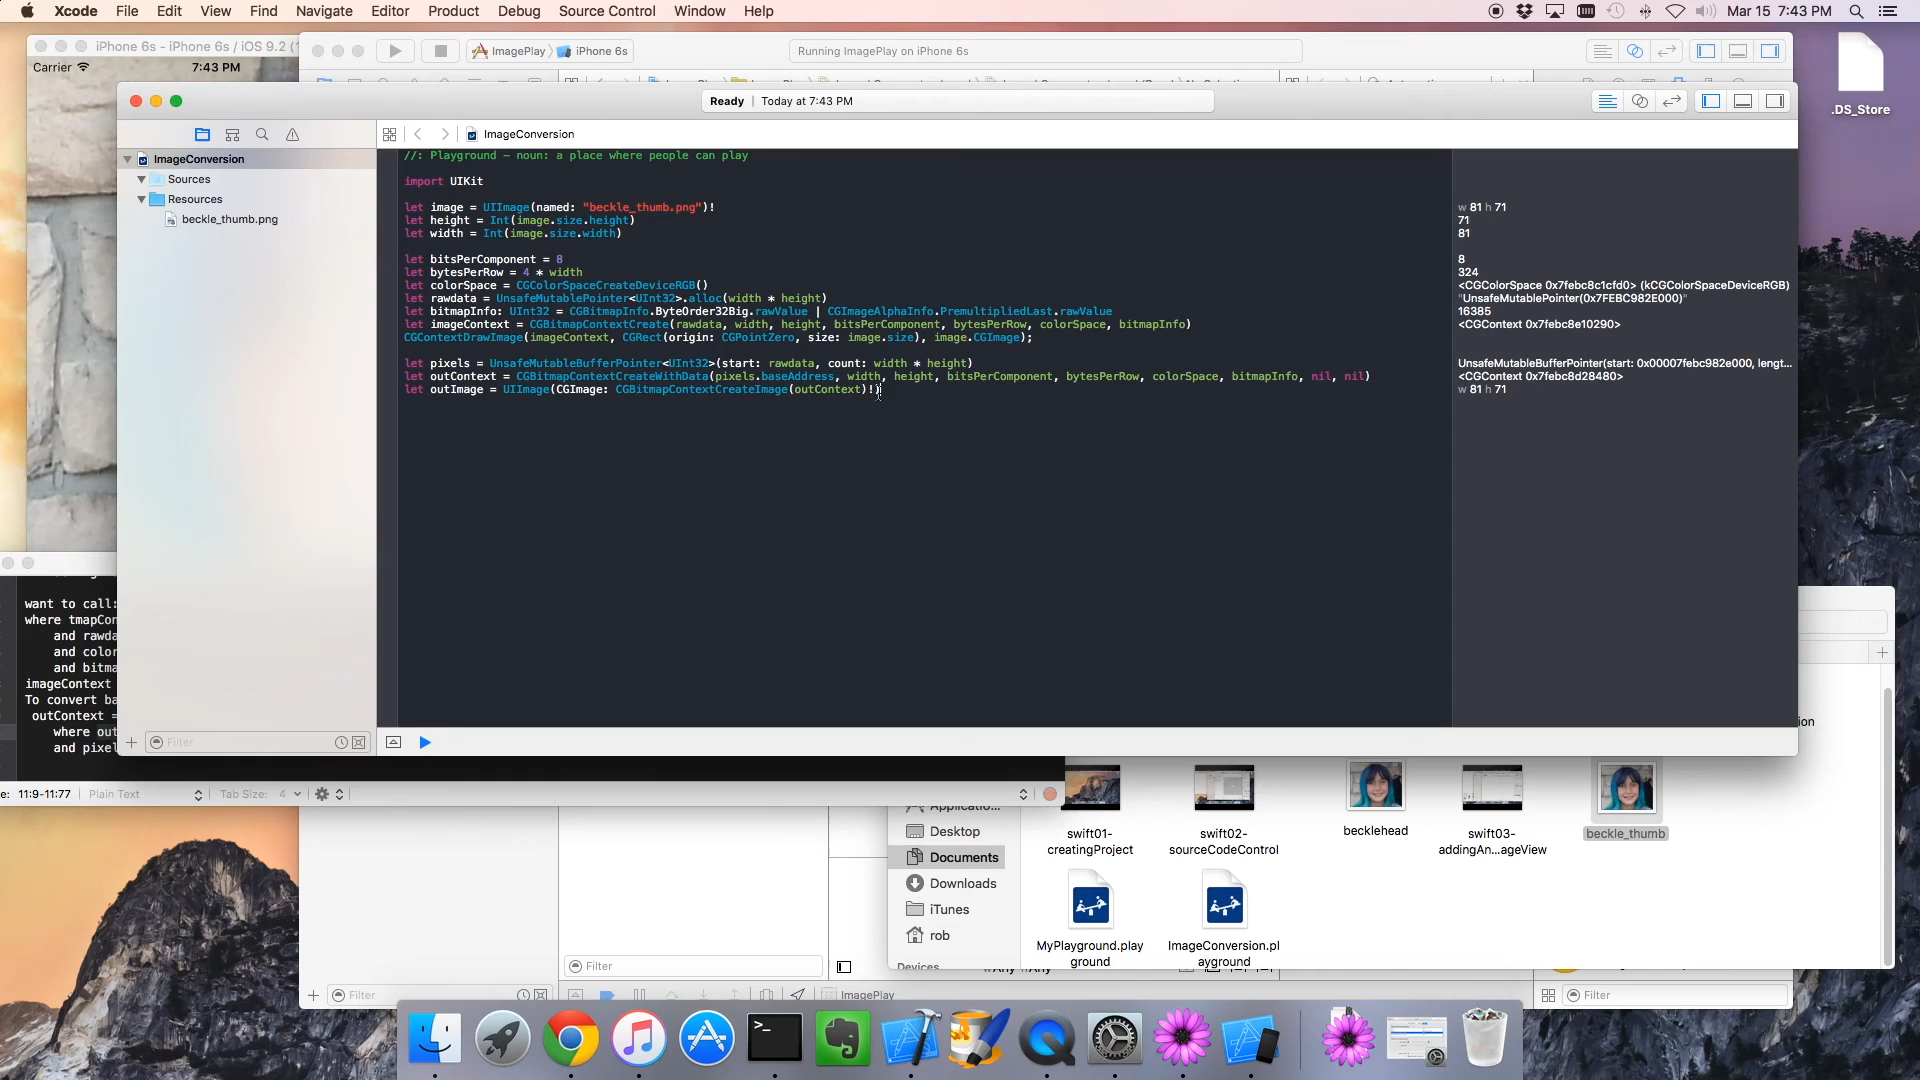 Xcode File Edit View Find Navigate Editor Product Debug Source Control Window Help Mar 15 7:43 PM
iPhone 6s - iPhone 6s / iOS 9.2 (
ImagePlay iPhone 6s Running ImagePlay on iPhone 6s
Carrier 7:43 PM
.DS_Store
Ready | Today at 7:43 PM
ImageConversion
ImageConversion
Sources
Resources
beckle_thumb.png
//: Playground - noun: a place where people can play
import UIKit
let image = UIImage(named: "beckle_thumb.png")!
let height = Int(image.size.height)
let width = Int(image.size.width)
let bitsPerComponent = 8
let bytesPerRow = 4 * width
let colorSpace = CGColorSpaceCreateDeviceRGB()
let rawdata = UnsafeMutablePointer<UInt32>.alloc(width * height)
let bitmapInfo: UInt32 = CGBitmapInfo.ByteOrder32Big.rawValue | CGImageAlphaInfo.PremultipliedLast.rawValue
let imageContext = CGBitmapContextCreate(rawdata, width, height, bitsPerComponent, bytesPerRow, colorSpace, bitmapInfo)
CGContextDrawImage(imageContext, CGRect(origin: CGPointZero, size: image.size), image.CGImage);
let pixels = UnsafeMutableBufferPointer<UInt32>(start: rawdata, count: width * height)
let outContext = CGBitmapContextCreateWithData(pixels.baseAddress, width, height, bitsPerComponent, bytesPerRow, colorSpace, bitmapInfo, nil, nil)
let outImage = UIImage(CGImage: CGBitmapContextCreateImage(outContext)!)
w 81 h 71
71
81
8
324
<CGColorSpace 0x7febc8c1cfd0> (kCGColorSpaceDeviceRGB)
"UnsafeMutablePointer(0x7FEBC982E000)"
16385
<CGContext 0x7febc8e10290>
UnsafeMutableBufferPointer(start: 0x00007febc982e000, lengt...
<CGContext 0x7febc8d28480>
w 81 h 71
want to call:
where tmapCon
and rawda
and color
and bitma
imageContext
To convert ba
outContext =
where out
and pixel
Filter
e: 11:9-11:77 Plain Text Tab Size: 4
ion
Applicatio...
Desktop
Documents
Downloads
iTunes
rob
Devices
swift01-
creatingProject
swift02-
sourceCodeControl
becklehead
swift03-
addingAn...ageView
beckle_thumb
MyPlayground.play
ground
ImageConversion.pl
ayground
Filter
Filter
ImagePlay
Filter